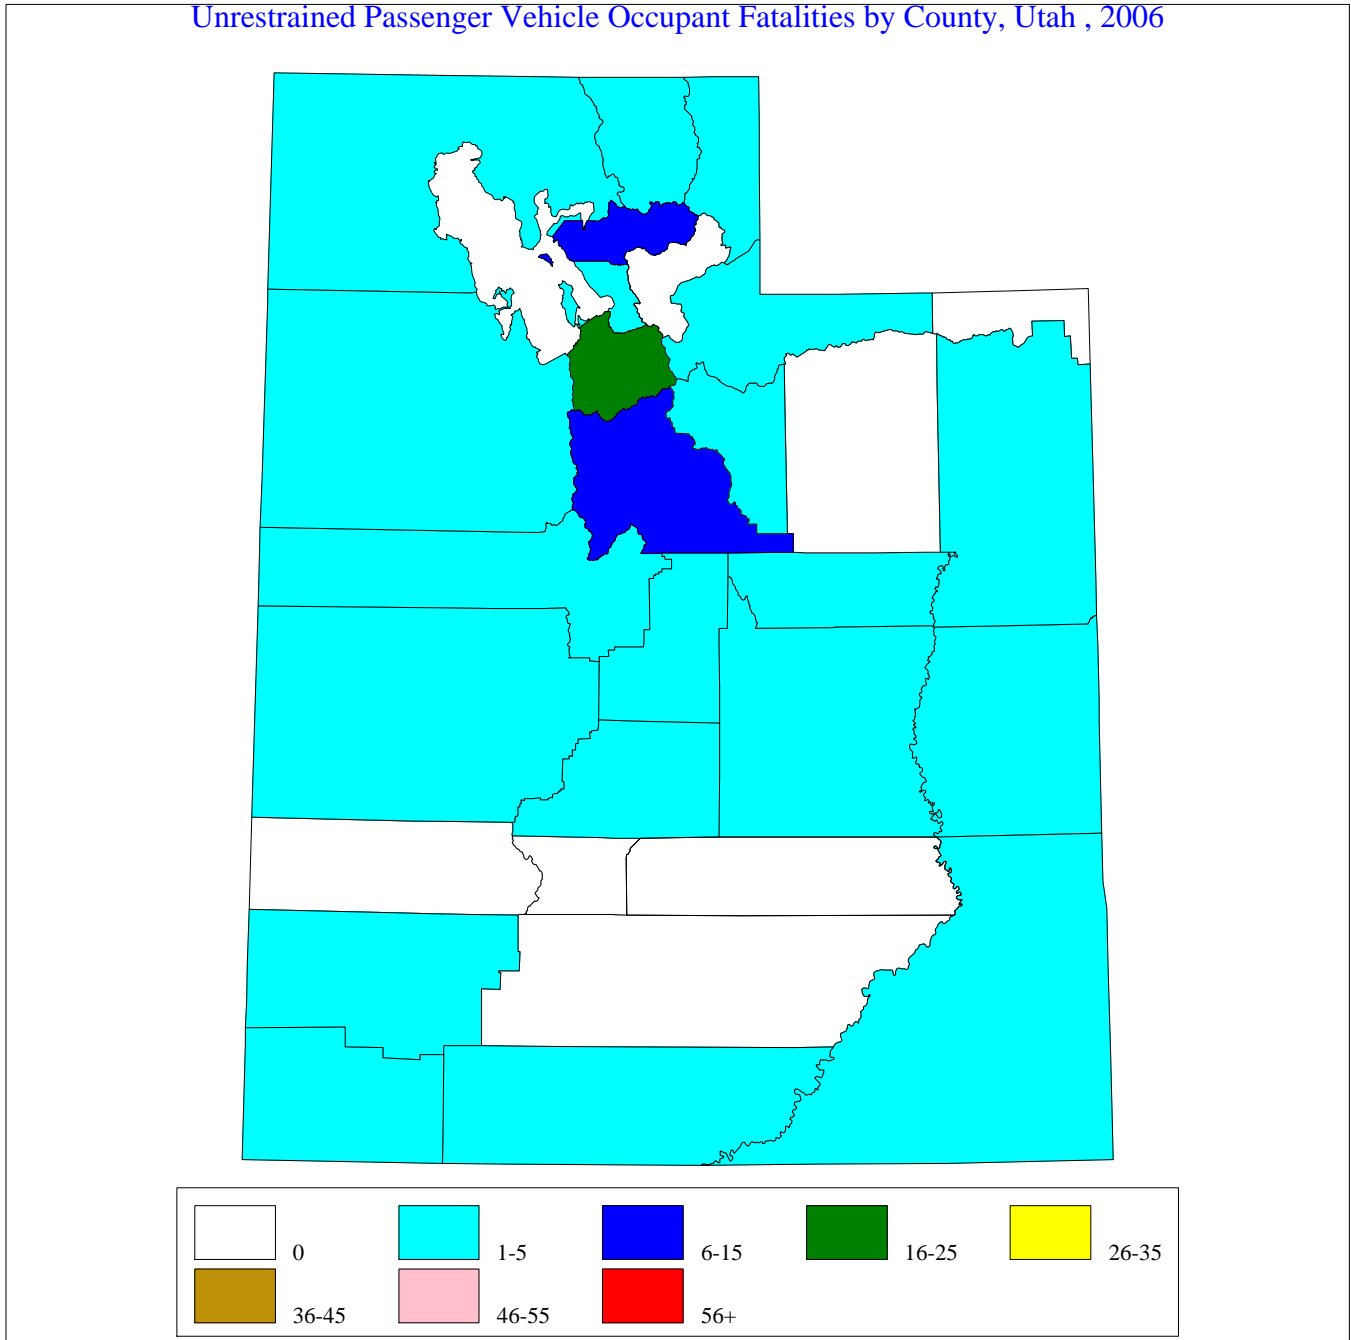 Unrestrained Passenger Vehicle Occupant Fatalities by County, Utah , 2006
0 1-5 6-15 16-25 26-35
36-45 46-55 56+